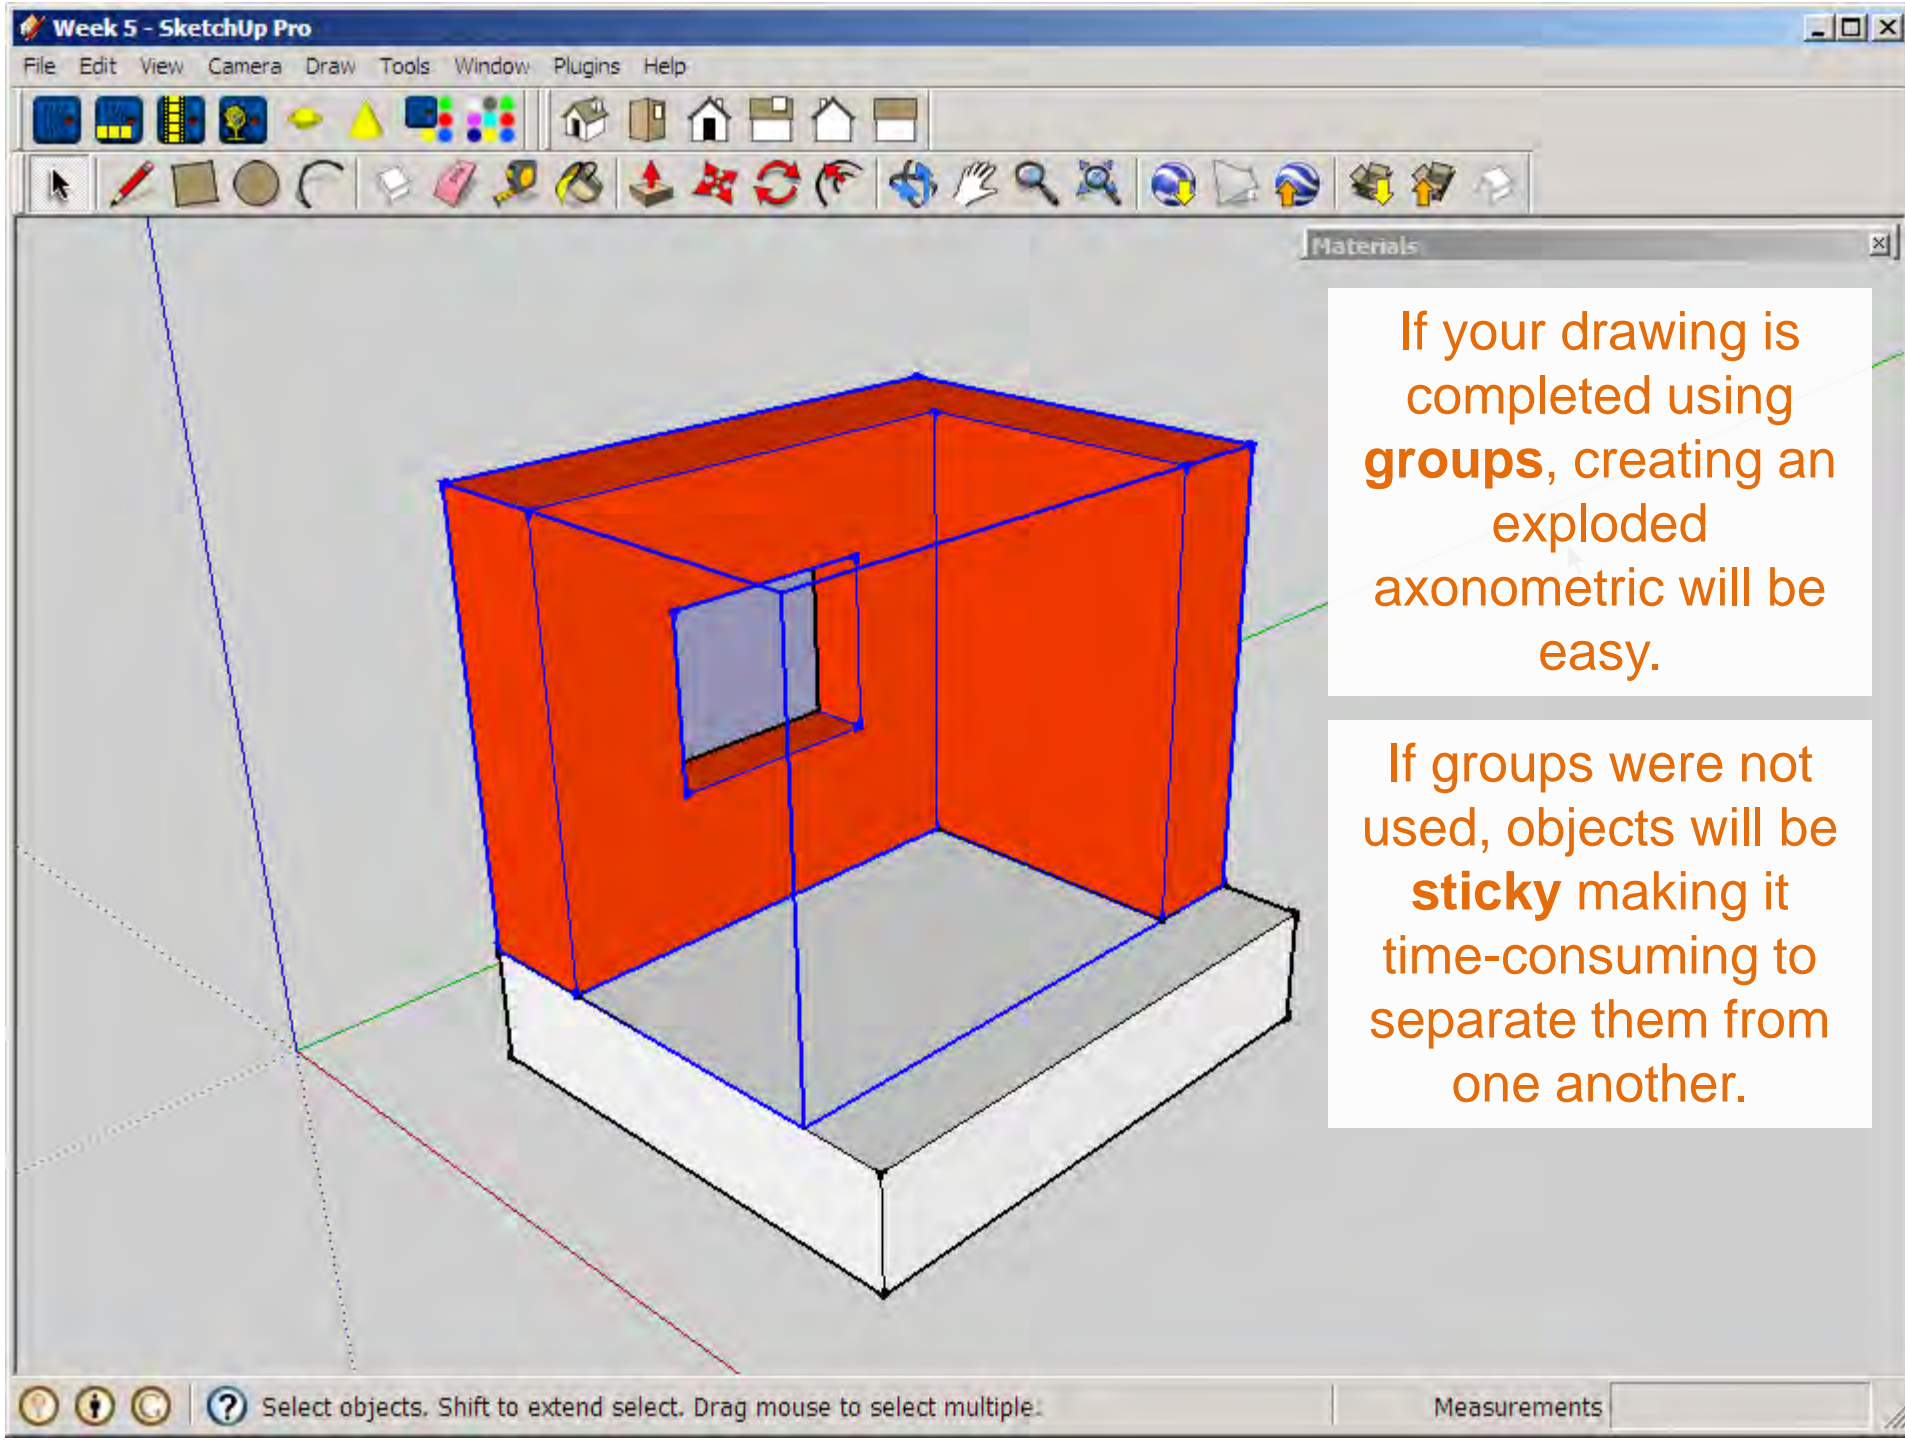 Week 5 - SketchUp Pro
File Edit View Camera Draw Tools Window Plugins Help
Materials
If your drawing is
completed using
groups, creating an
exploded
axonometric will be
easy.
If groups were not
used, objects will be
sticky making it
time-consuming to
separate them from
one another.
Select objects. Shift to extend select. Drag mouse to select multiple.
Measurements